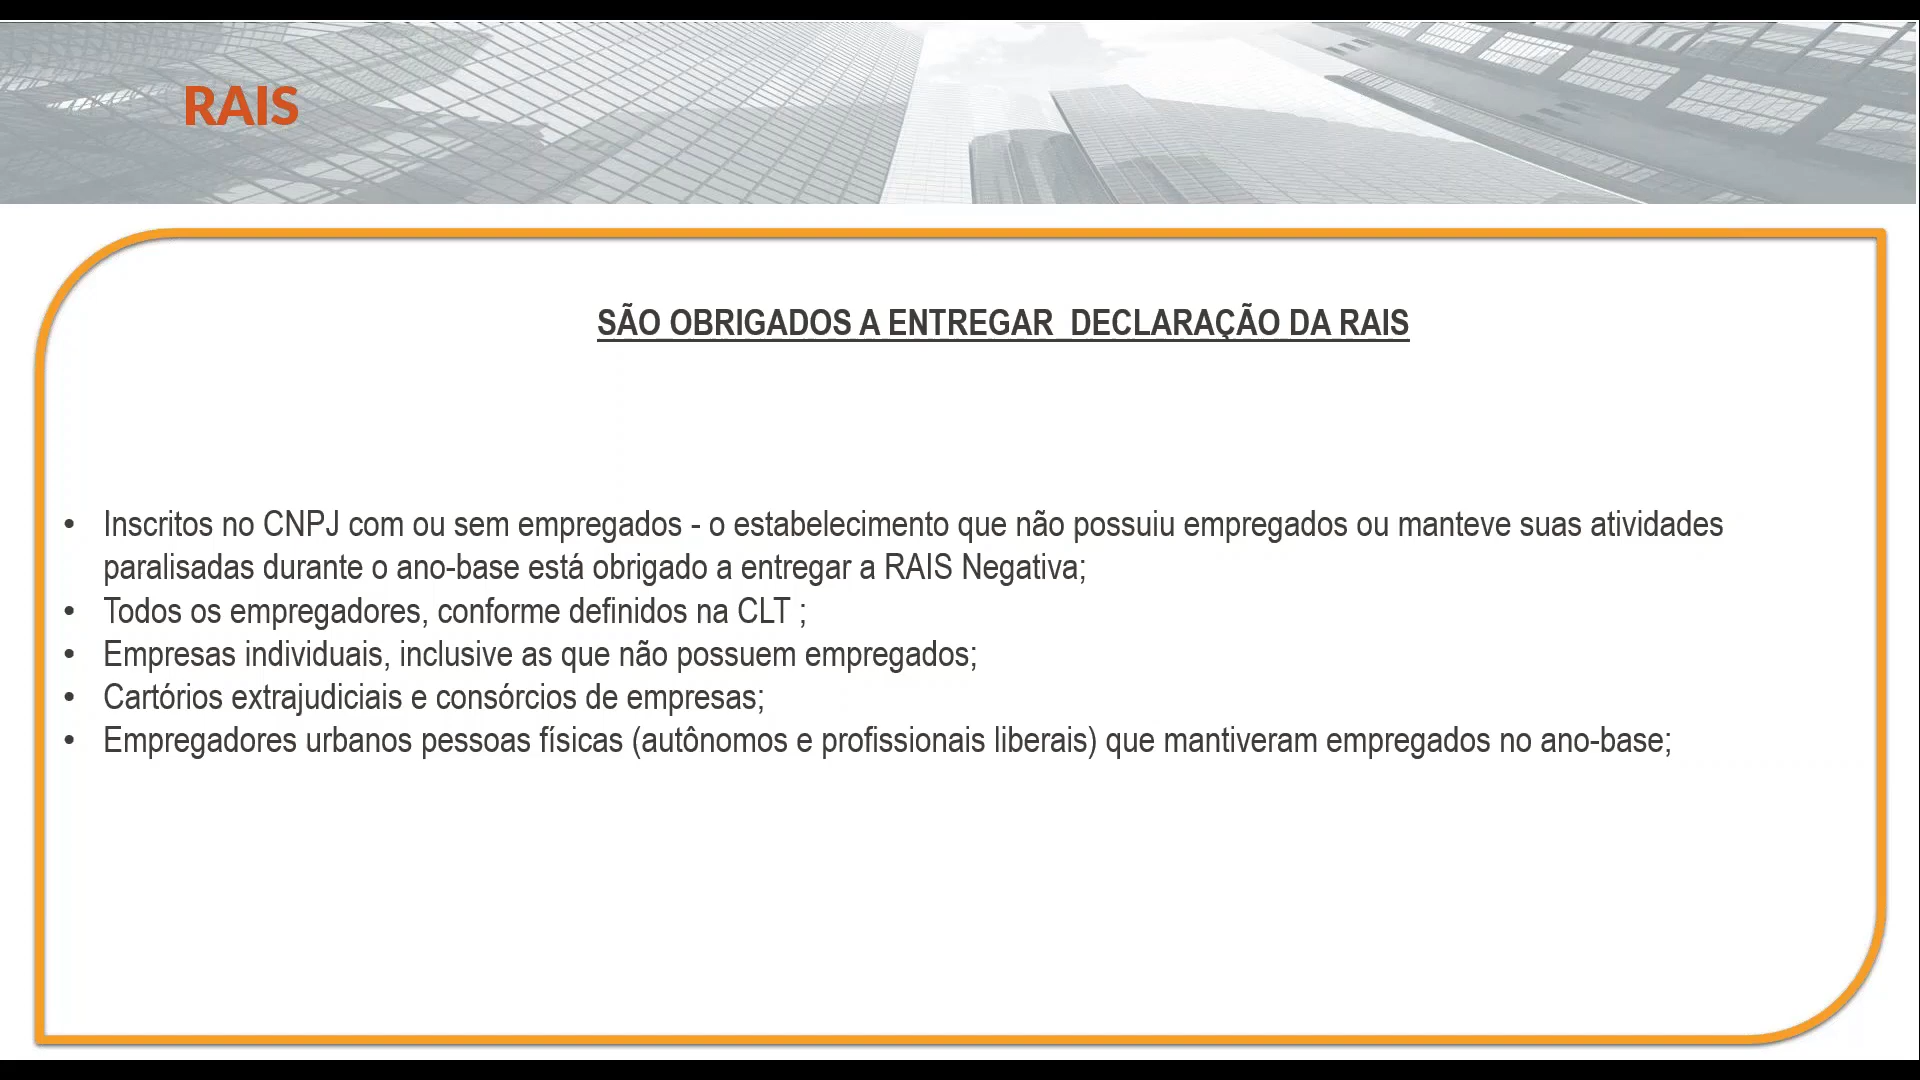 RAIS
SÃO OBRIGADOS A ENTREGAR  DECLARAÇÃO DA RAIS
• Inscritos no CNPJ com ou sem empregados - o estabelecimento que não possuiu empregados ou manteve suas atividades
paralisadas durante o ano-base está obrigado a entregar a RAIS Negativa;
• Todos os empregadores, conforme definidos na CLT ;
• Empresas individuais, inclusive as que não possuem empregados;
• Cartórios extrajudiciais e consórcios de empresas;
• Empregadores urbanos pessoas físicas (autônomos e profissionais liberais) que mantiveram empregados no ano-base;